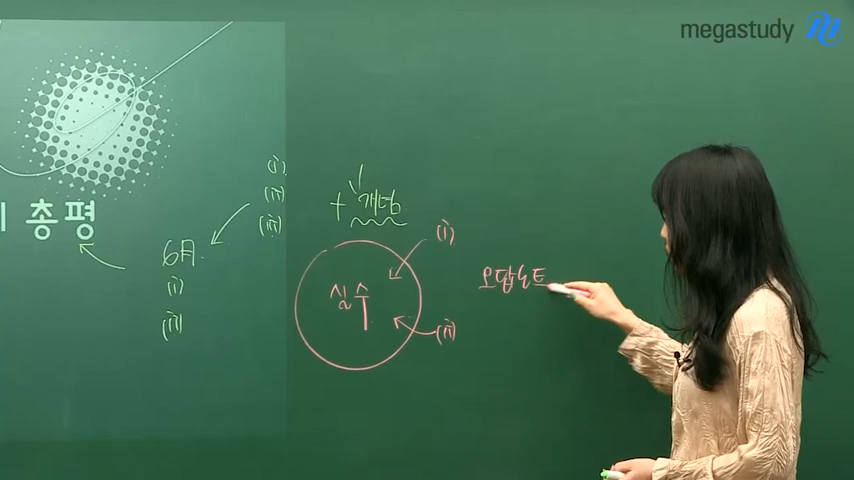 megastudy
총평
6月.
(i)
(ii)
(i)
(ii)
(iii)
+ 개념
실수
(i)
(ii)
오답노트